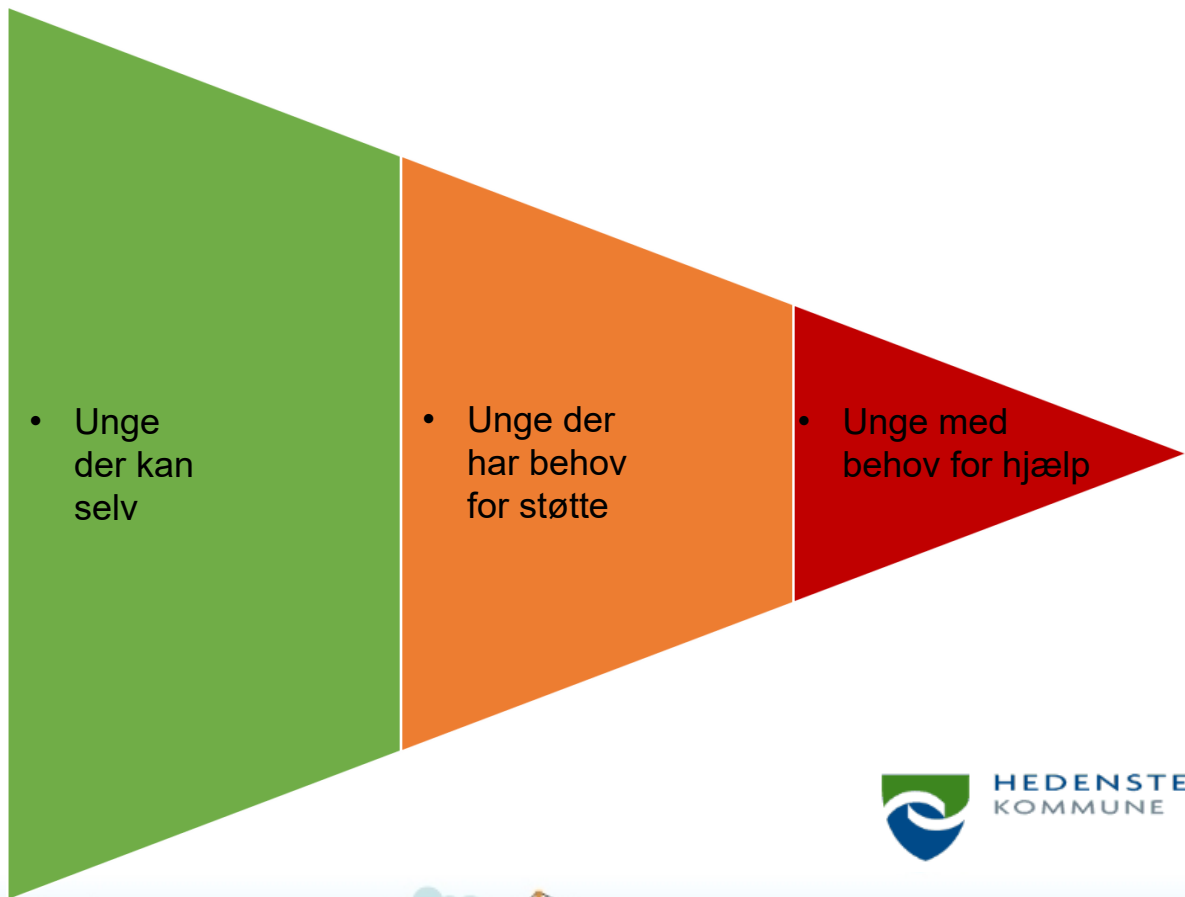 • Unge
der kan
selv
• Unge der
har behov
for støtte
• Unge med
behov for hjælp
HEDENSTE
KOMMUNE